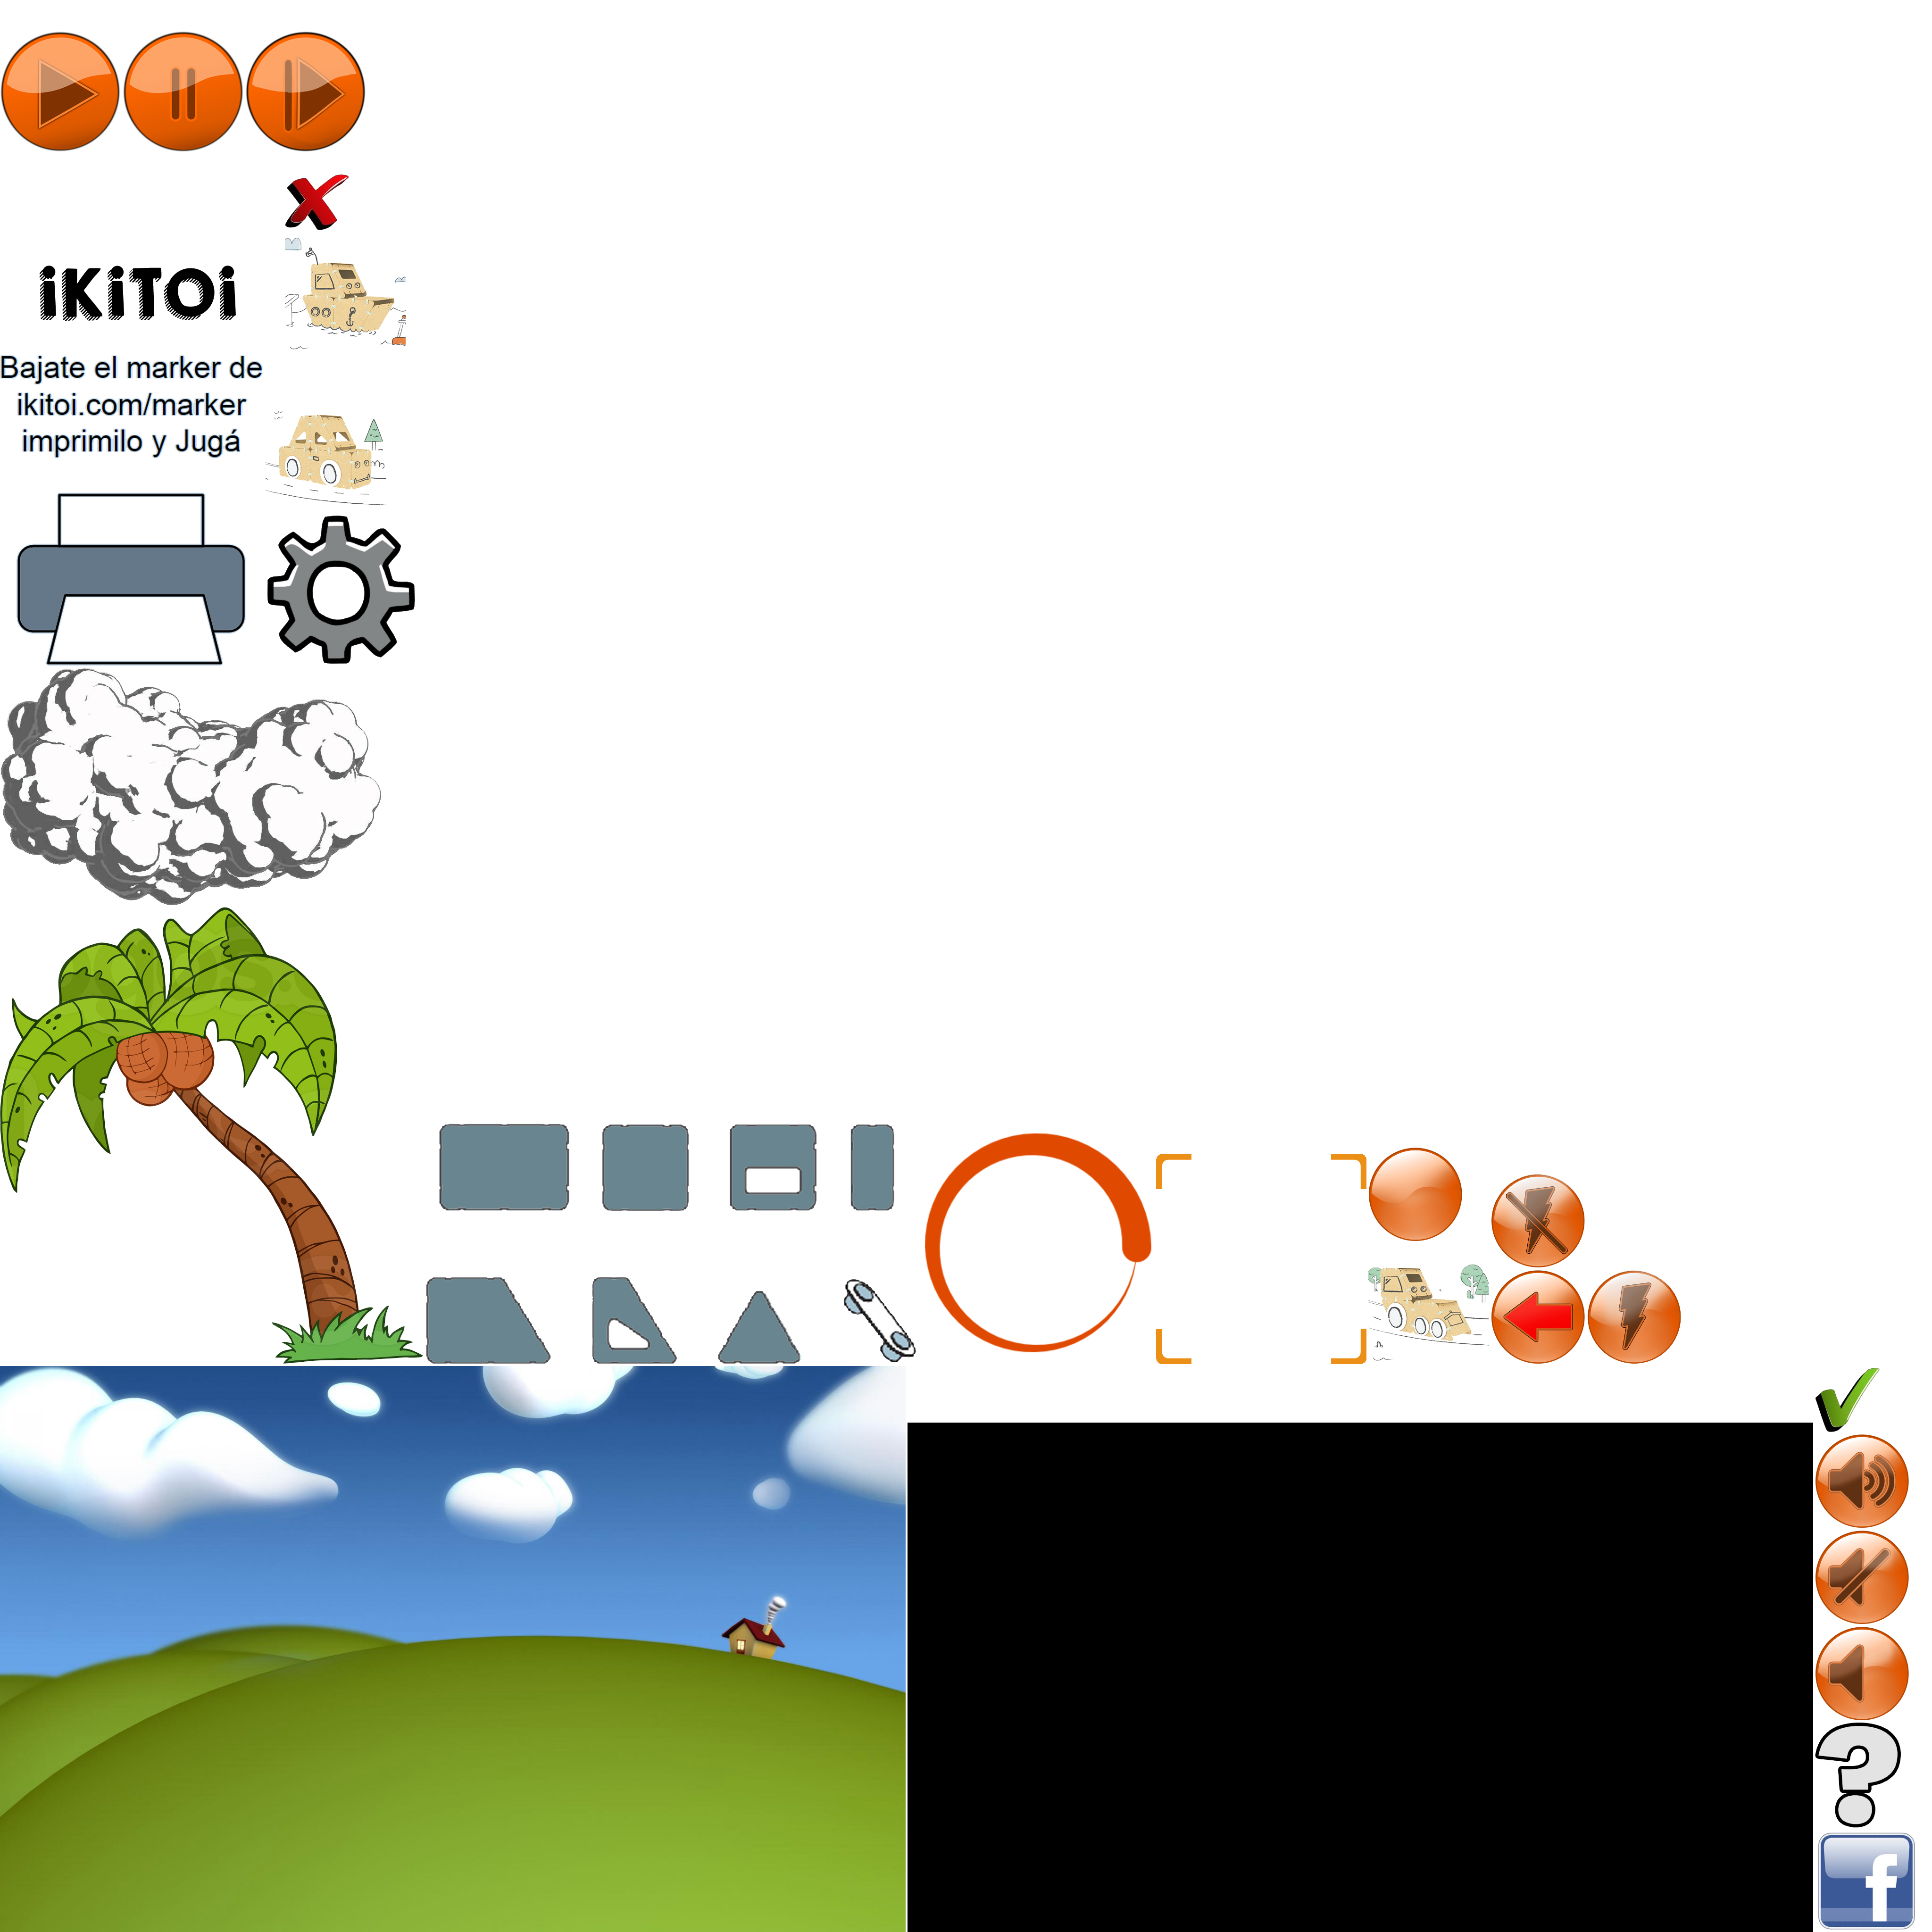 iKiTOi
Bajate el marker de
ikitoi.com/marker
imprimilo y Jugá
f